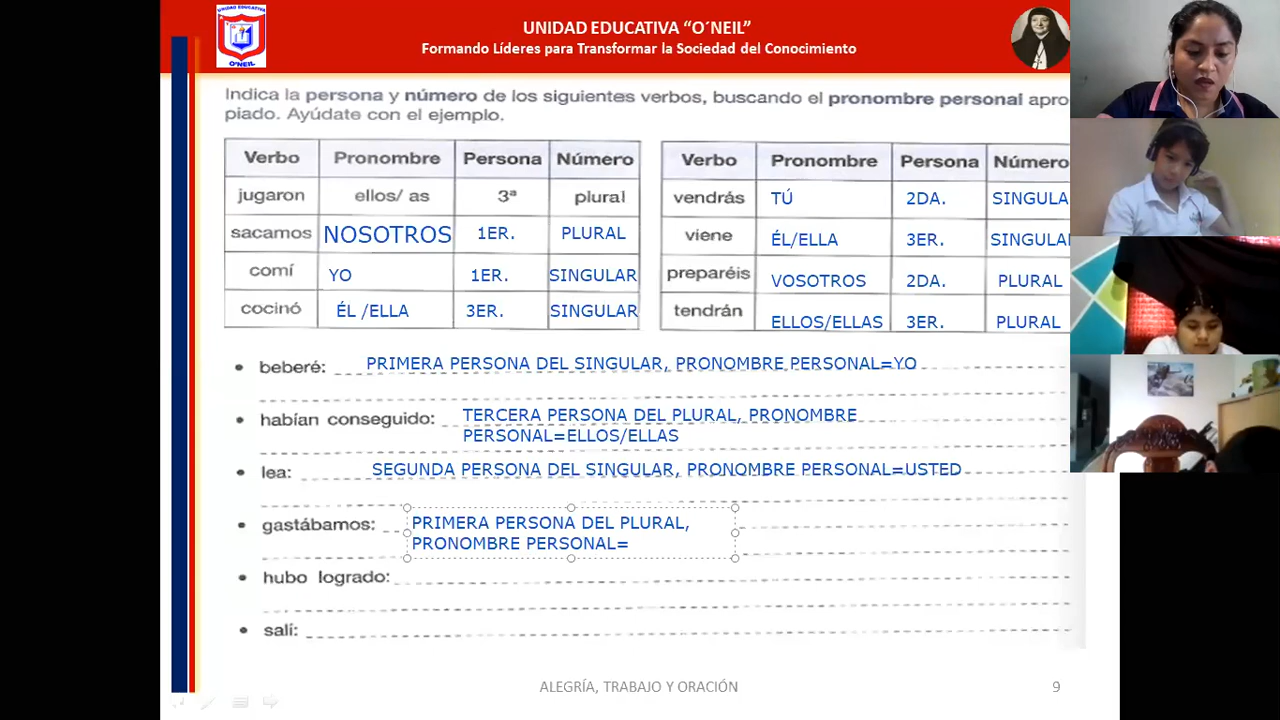 UNIDAD EDUCATIVA
O'NEIL
UNIDAD EDUCATIVA “O´NEIL”
Formando Líderes para Transformar la Sociedad del Conocimiento
Indica la persona y número de los siguientes verbos, buscando el pronombre personal apro
piado. Ayúdate con el ejemplo.
Verbo Pronombre Persona Número
jugaron ellos/ as 3ª plural
sacamos NOSOTROS 1ER. PLURAL
comí YO 1ER. SINGULAR
cocinó ÉL /ELLA 3ER. SINGULAR
Verbo Pronombre Persona Número
vendrás TÚ 2DA. SINGULA
viene ÉL/ELLA 3ER. SINGULA
preparéis VOSOTROS 2DA. PLURAL
tendrán ELLOS/ELLAS 3ER. PLURAL
• beberé: PRIMERA PERSONA DEL SINGULAR, PRONOMBRE PERSONAL=YO
• habían conseguido: TERCERA PERSONA DEL PLURAL, PRONOMBRE
PERSONAL=ELLOS/ELLAS
• lea: SEGUNDA PERSONA DEL SINGULAR, PRONOMBRE PERSONAL=USTED
• gastábamos: PRIMERA PERSONA DEL PLURAL,
PRONOMBRE PERSONAL=
• hubo logrado:
• salí:
ALEGRÍA, TRABAJO Y ORACIÓN
9